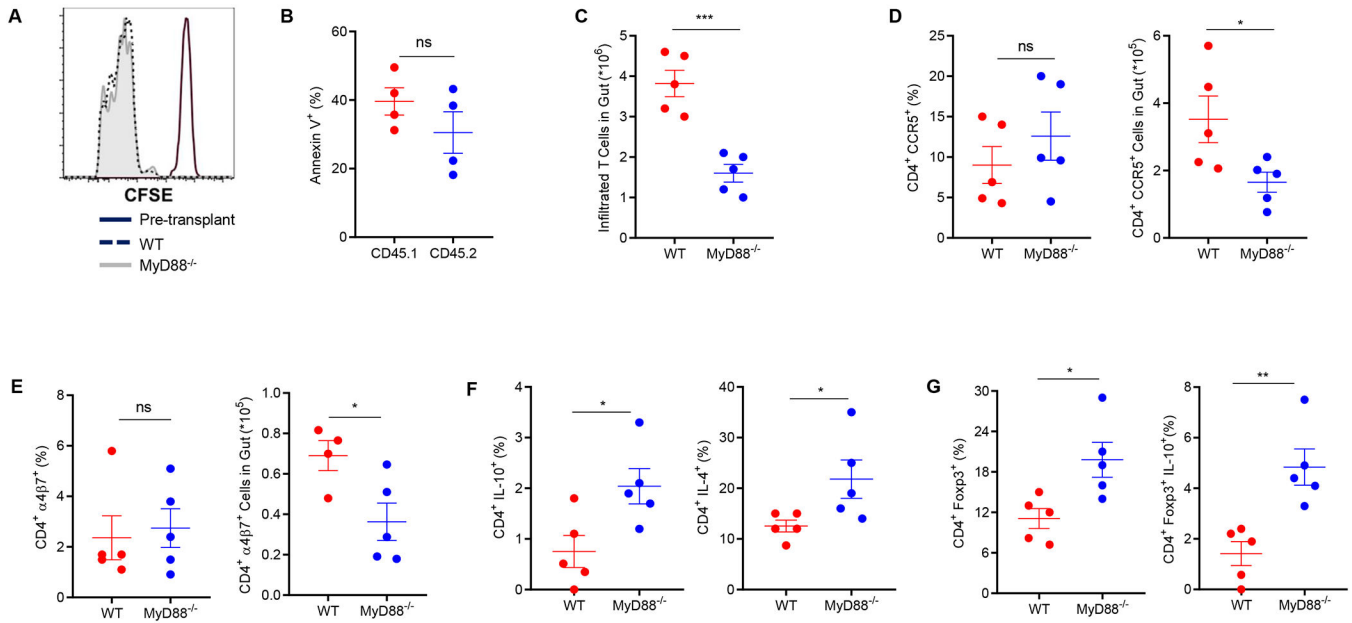 A
CFSE
Pre-transplant
WT
MyD88-/-
B
Annexin V+ (%)
60
40
20
0
ns
CD45.1
CD45.2
C
Infiltrated T Cells in Gut (*10⁶)
6
5
4
3
2
1
0
***
WT
MyD88-/-
D
CD4+ CCR5+ (%)
25
20
15
10
5
0
ns
WT
MyD88-/-
CD4+ CCR5+ Cells in Gut (*10⁵)
6
4
2
0
*
WT
MyD88-/-
E
CD4+ α4β7+ (%)
8
6
4
2
0
ns
WT
MyD88-/-
CD4+ α4β7+ Cells in Gut (*10⁵)
1.0
0.8
0.6
0.4
0.2
0.0
*
WT
MyD88-/-
F
CD4+ IL-10+ (%)
4
3
2
1
0
*
WT
MyD88-/-
CD4+ IL-4+ (%)
40
30
20
10
0
*
WT
MyD88-/-
G
CD4+ Foxp3+ (%)
30
24
18
12
6
0
*
WT
MyD88-/-
CD4+ Foxp3+ IL-10+(%)
8
6
4
2
0
**
WT
MyD88-/-